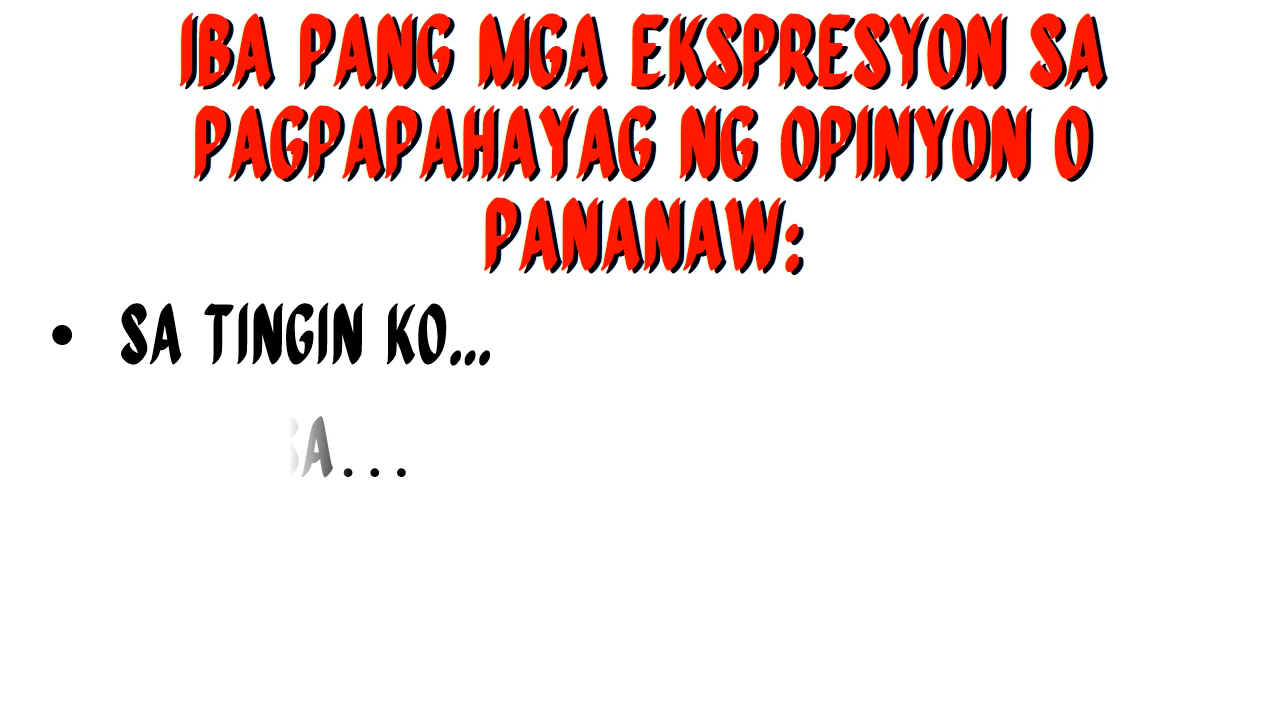 IBA PANG MGA EKSPRESYON SA
PAGPAPAHAYAG NG OPINYON O
PANANAW:
• SA TINGIN KO...